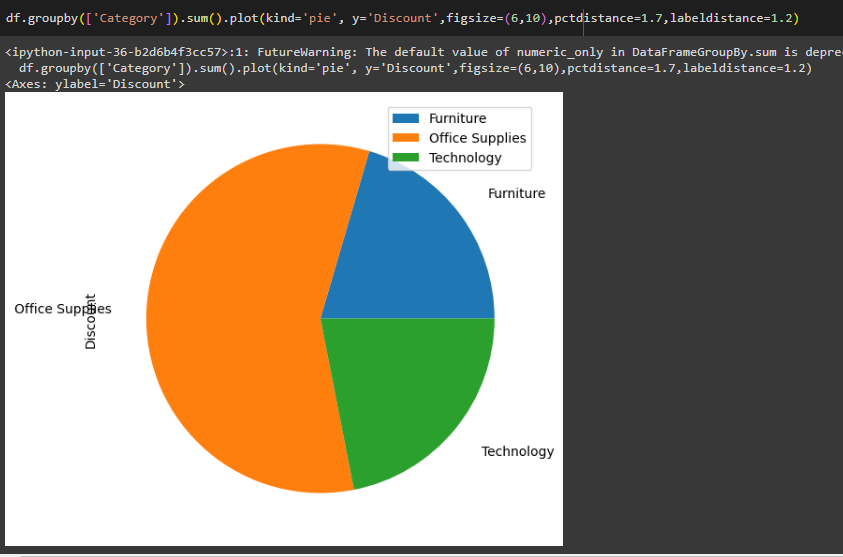 df.groupby(['Category']).sum().plot(kind='pie', y='Discount',figsize=(6,10),pctdistance=1.7,labeldistance=1.2)
<ipython-input-36-b2d6b4f3cc57>:1: FutureWarning: The default value of numeric_only in DataFrameGroupBy.sum is depre
df.groupby(['Category']).sum().plot(kind='pie', y='Discount',figsize=(6,10),pctdistance=1.7,labeldistance=1.2)
<Axes: ylabel='Discount'>
Furniture
Office Supplies
Technology
Furniture
Office Supplies
Discount
Technology